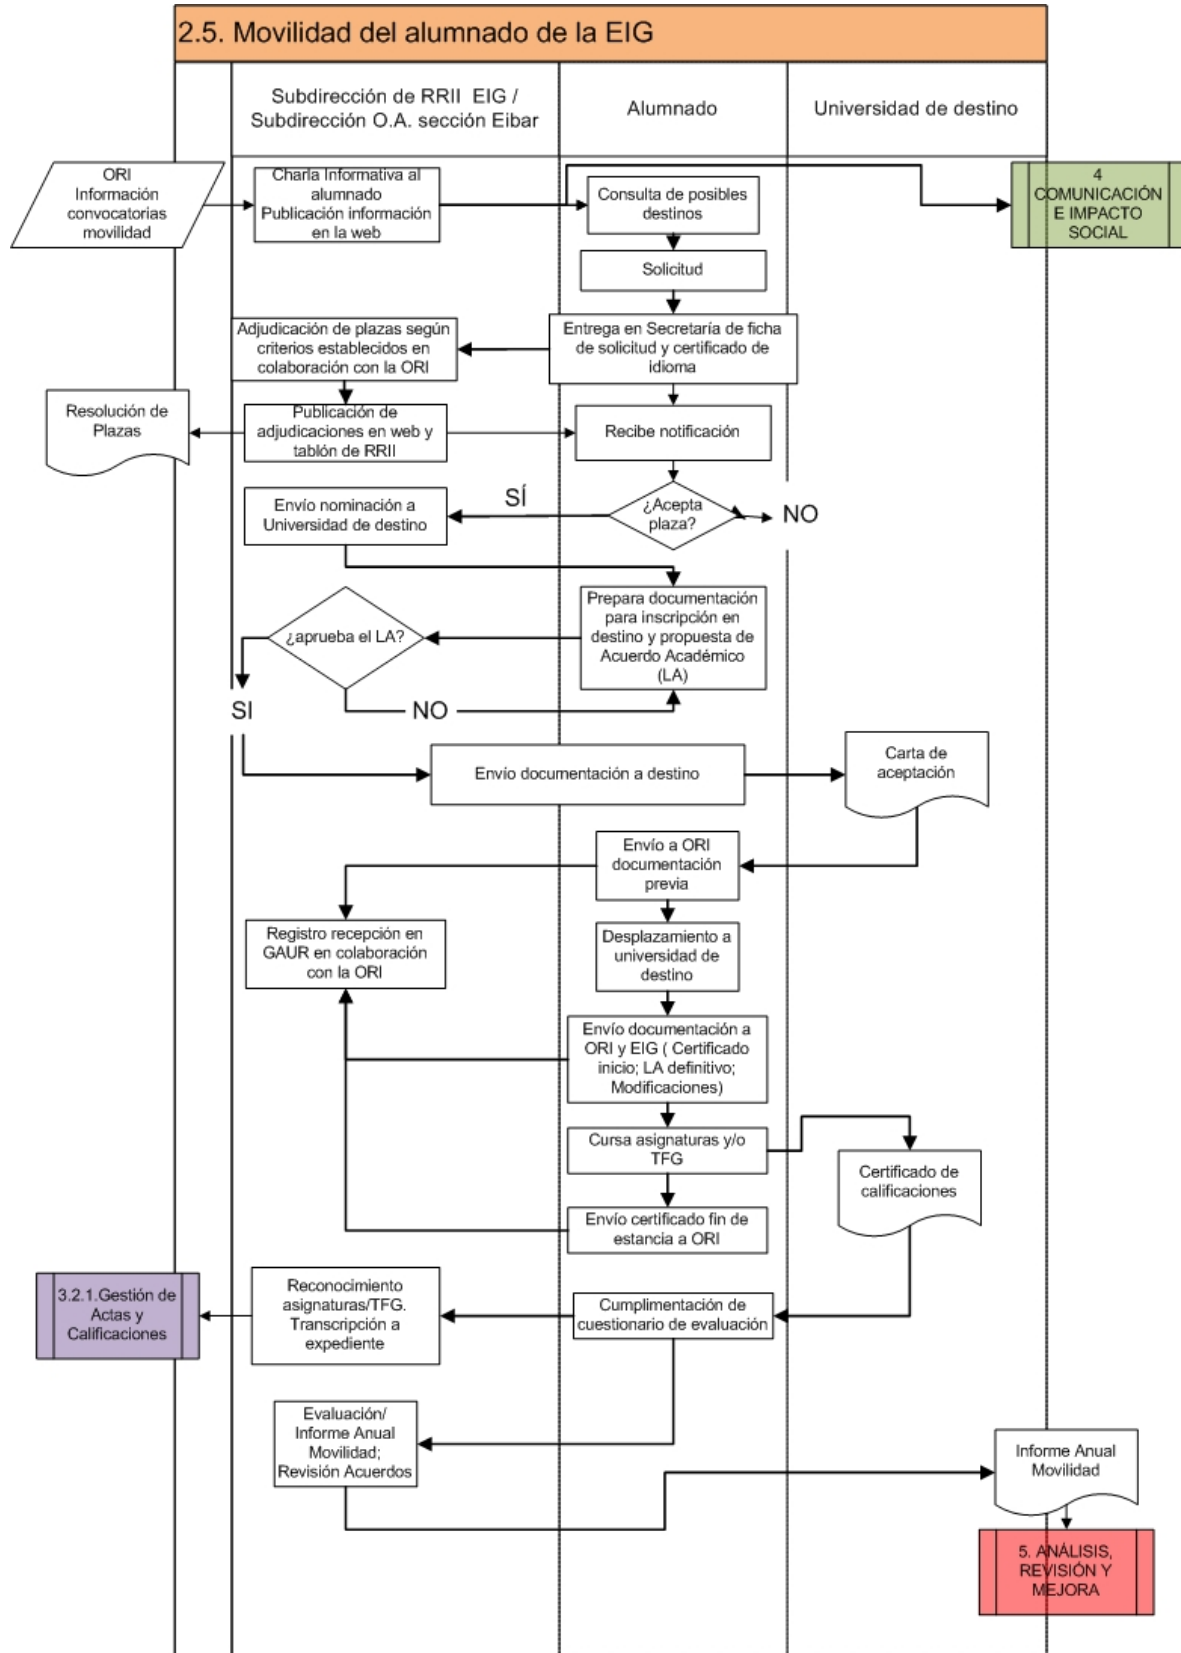 2.5. Movilidad del alumnado de la EIG
Subdirección de RRII EIG /
Subdirección O.A. sección Eibar
Alumnado
Universidad de destino
ORI
Información
convocatorias
movilidad
Charla Informativa al
alumnado
Publicación información
en la web
Consulta de posibles
destinos
4
COMUNICACIÓN
E IMPACTO
SOCIAL
Solicitud
Adjudicación de plazas según
criterios establecidos en
colaboración con la ORI
Entrega en Secretaría de ficha
de solicitud y certificado de
idioma
Resolución de
Plazas
Publicación de
adjudicaciones en web y
tablón de RRII
Recibe notificación
Envío nominación a
Universidad de destino
SÍ
¿Acepta
plaza?
NO
¿aprueba el LA?
Prepara documentación
para inscripción en
destino y propuesta de
Acuerdo Académico
(LA)
SI
NO
Envío documentación a destino
Carta de
aceptación
Envío a ORI
documentación
previa
Registro recepción en
GAUR en colaboración
con la ORI
Desplazamiento a
universidad de
destino
Envío documentación a
ORI y EIG ( Certificado
inicio; LA definitivo;
Modificaciones)
Cursa asignaturas y/o
TFG
Certificado de
calificaciones
Envío certificado fin de
estancia a ORI
3.2.1.Gestión de
Actas y
Calificaciones
Reconocimiento
asignaturas/TFG.
Transcripción a
expediente
Cumplimentación de
cuestionario de evaluación
Evaluación/
Informe Anual
Movilidad;
Revisión Acuerdos
Informe Anual
Movilidad
5. ANÁLISIS,
REVISIÓN Y
MEJORA